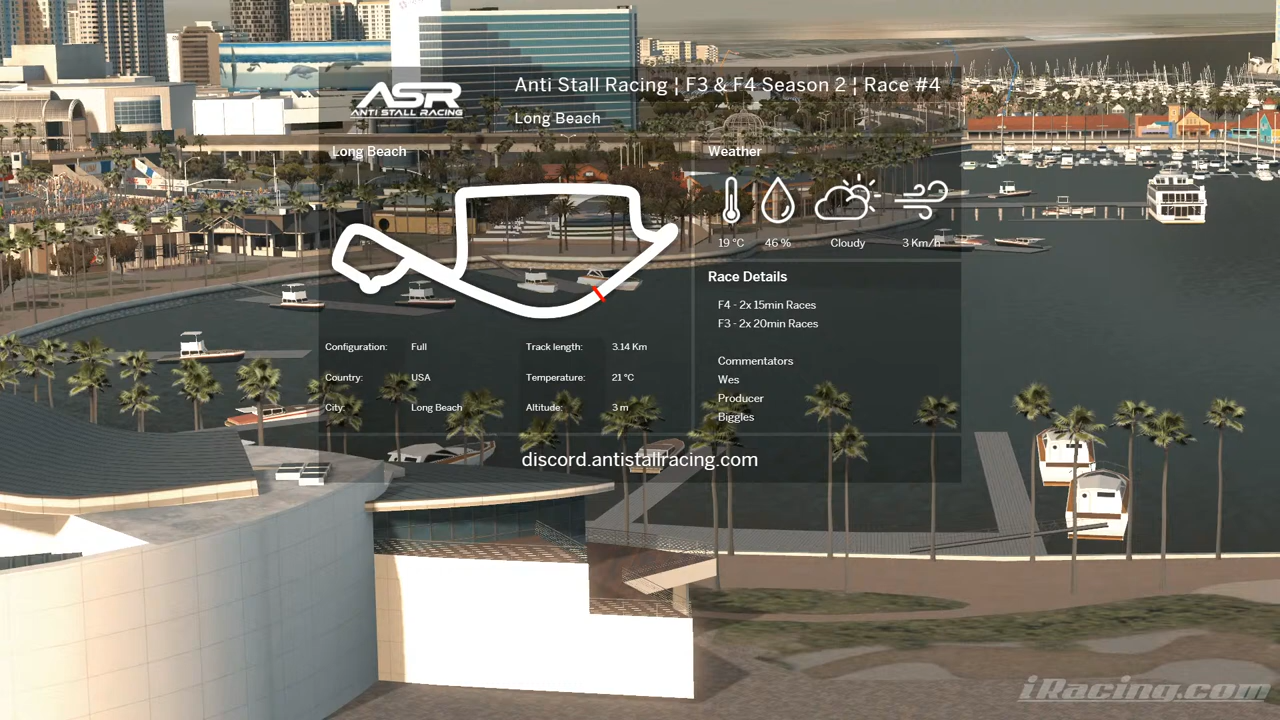 ASR
ANTI STALL RACING
Anti Stall Racing ¦ F3 & F4 Season 2 ¦ Race #4
Long Beach
Long Beach
Weather
19 °C
46 %
Cloudy
3 Km/h
Race Details
F4 - 2x 15min Races
F3 - 2x 20min Races
Configuration:
Full
Track length:
3.14 Km
Country:
USA
Temperature:
21 °C
City:
Long Beach
Altitude:
3 m
Commentators
Wes
Producer
Biggles
discord.antistallracing.com
iRacing.com